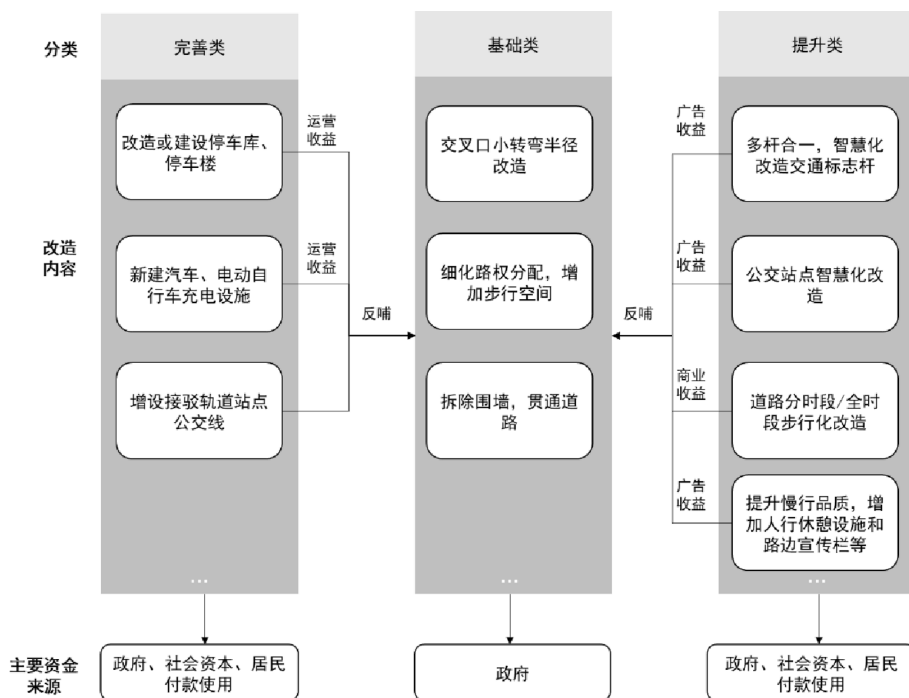 分类
完善类
基础类
提升类
改造
内容
改造或建设停车库、
停车楼
运营
收益
新建汽车、电动自
行车充电设施
运营
收益
增设接驳轨道站点
公交线
…
反哺
交叉口小转弯半径
改造
细化路权分配，增
加步行空间
拆除围墙，贯通道
路
…
反哺
广告
收益
多杆合一，智慧化
改造交通标志杆
广告
收益
公交站点智慧化改
造
商业
收益
道路分时段/全时
段步行化改造
广告
收益
提升慢行品质，增
加人行休憩设施和
路边宣传栏等
…
主要资金
来源
政府、社会资本、居民
付款使用
政府
政府、社会资本、居民
付款使用